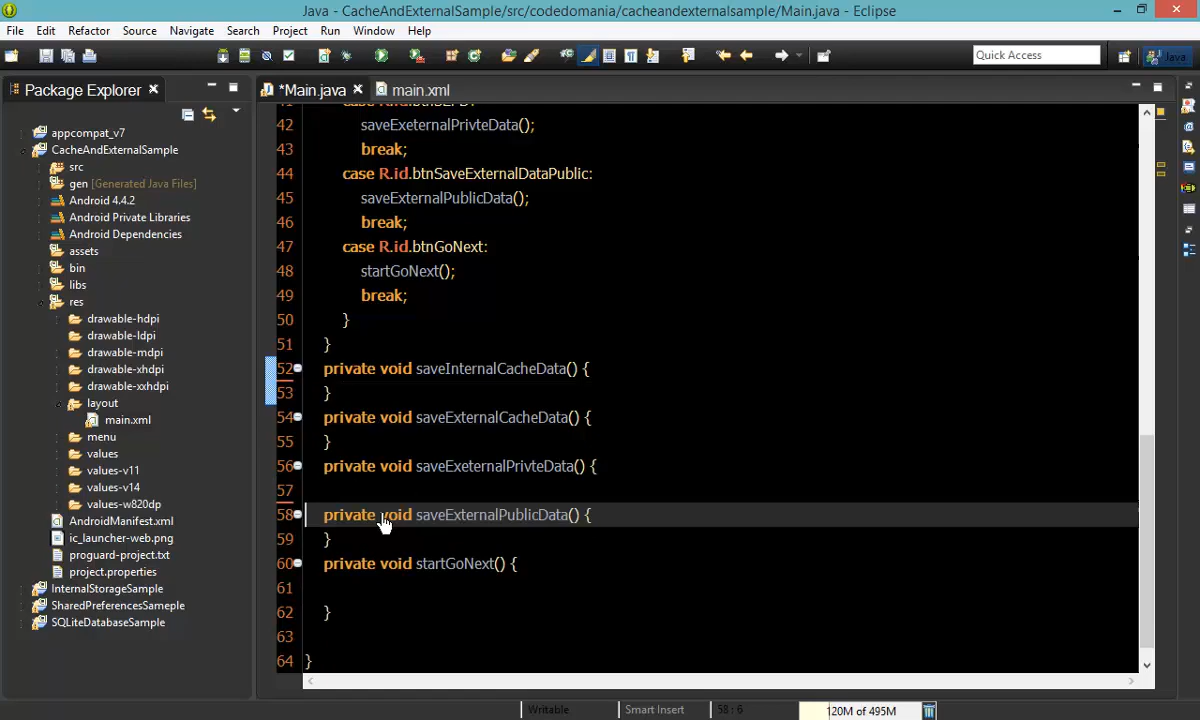 Java - CacheAndExternalSample/src/codedomania/cacheandexternalsample/Main.java - Eclipse
File Edit Refactor Source Navigate Search Project Run Window Help
Quick Access
Java
Package Explorer
*Main.java
main.xml
appcompat_v7
CacheAndExternalSample
src
gen [Generated Java Files]
Android 4.4.2
Android Private Libraries
Android Dependencies
assets
bin
libs
res
drawable-hdpi
drawable-ldpi
drawable-mdpi
drawable-xhdpi
drawable-xxhdpi
layout
main.xml
menu
values
values-v11
values-v14
values-w820dp
AndroidManifest.xml
ic_launcher-web.png
proguard-project.txt
project.properties
InternalStorageSample
SharedPreferencesSameple
SQLiteDatabaseSample
42 saveExeternalPrivteData();
43 break;
44 case R.id.btnSaveExternalDataPublic:
45 saveExternalPublicData();
46 break;
47 case R.id.btnGoNext:
48 startGoNext();
49 break;
50 }
51 }
52 private void saveInternalCacheData() {
53 }
54 private void saveExternalCacheData() {
55 }
56 private void saveExeternalPrivteData() {
57
58 private void saveExternalPublicData() {
59 }
60 private void startGoNext() {
61
62 }
63
64 }
Writable Smart Insert 58 : 6 120M of 495M